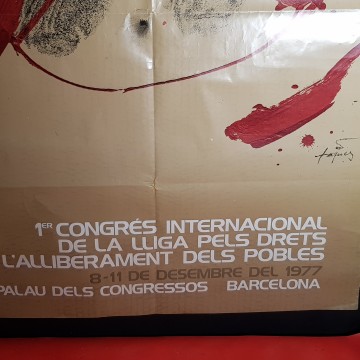 tàpies
1ER CONGRÉS INTERNACIONAL
DE LA LLIGA PELS DRETS
L'ALLIBERAMENT DELS POBLES
8-11 DE DESEMBRE DEL 1977
PALAU DELS CONGRESSOS BARCELONA